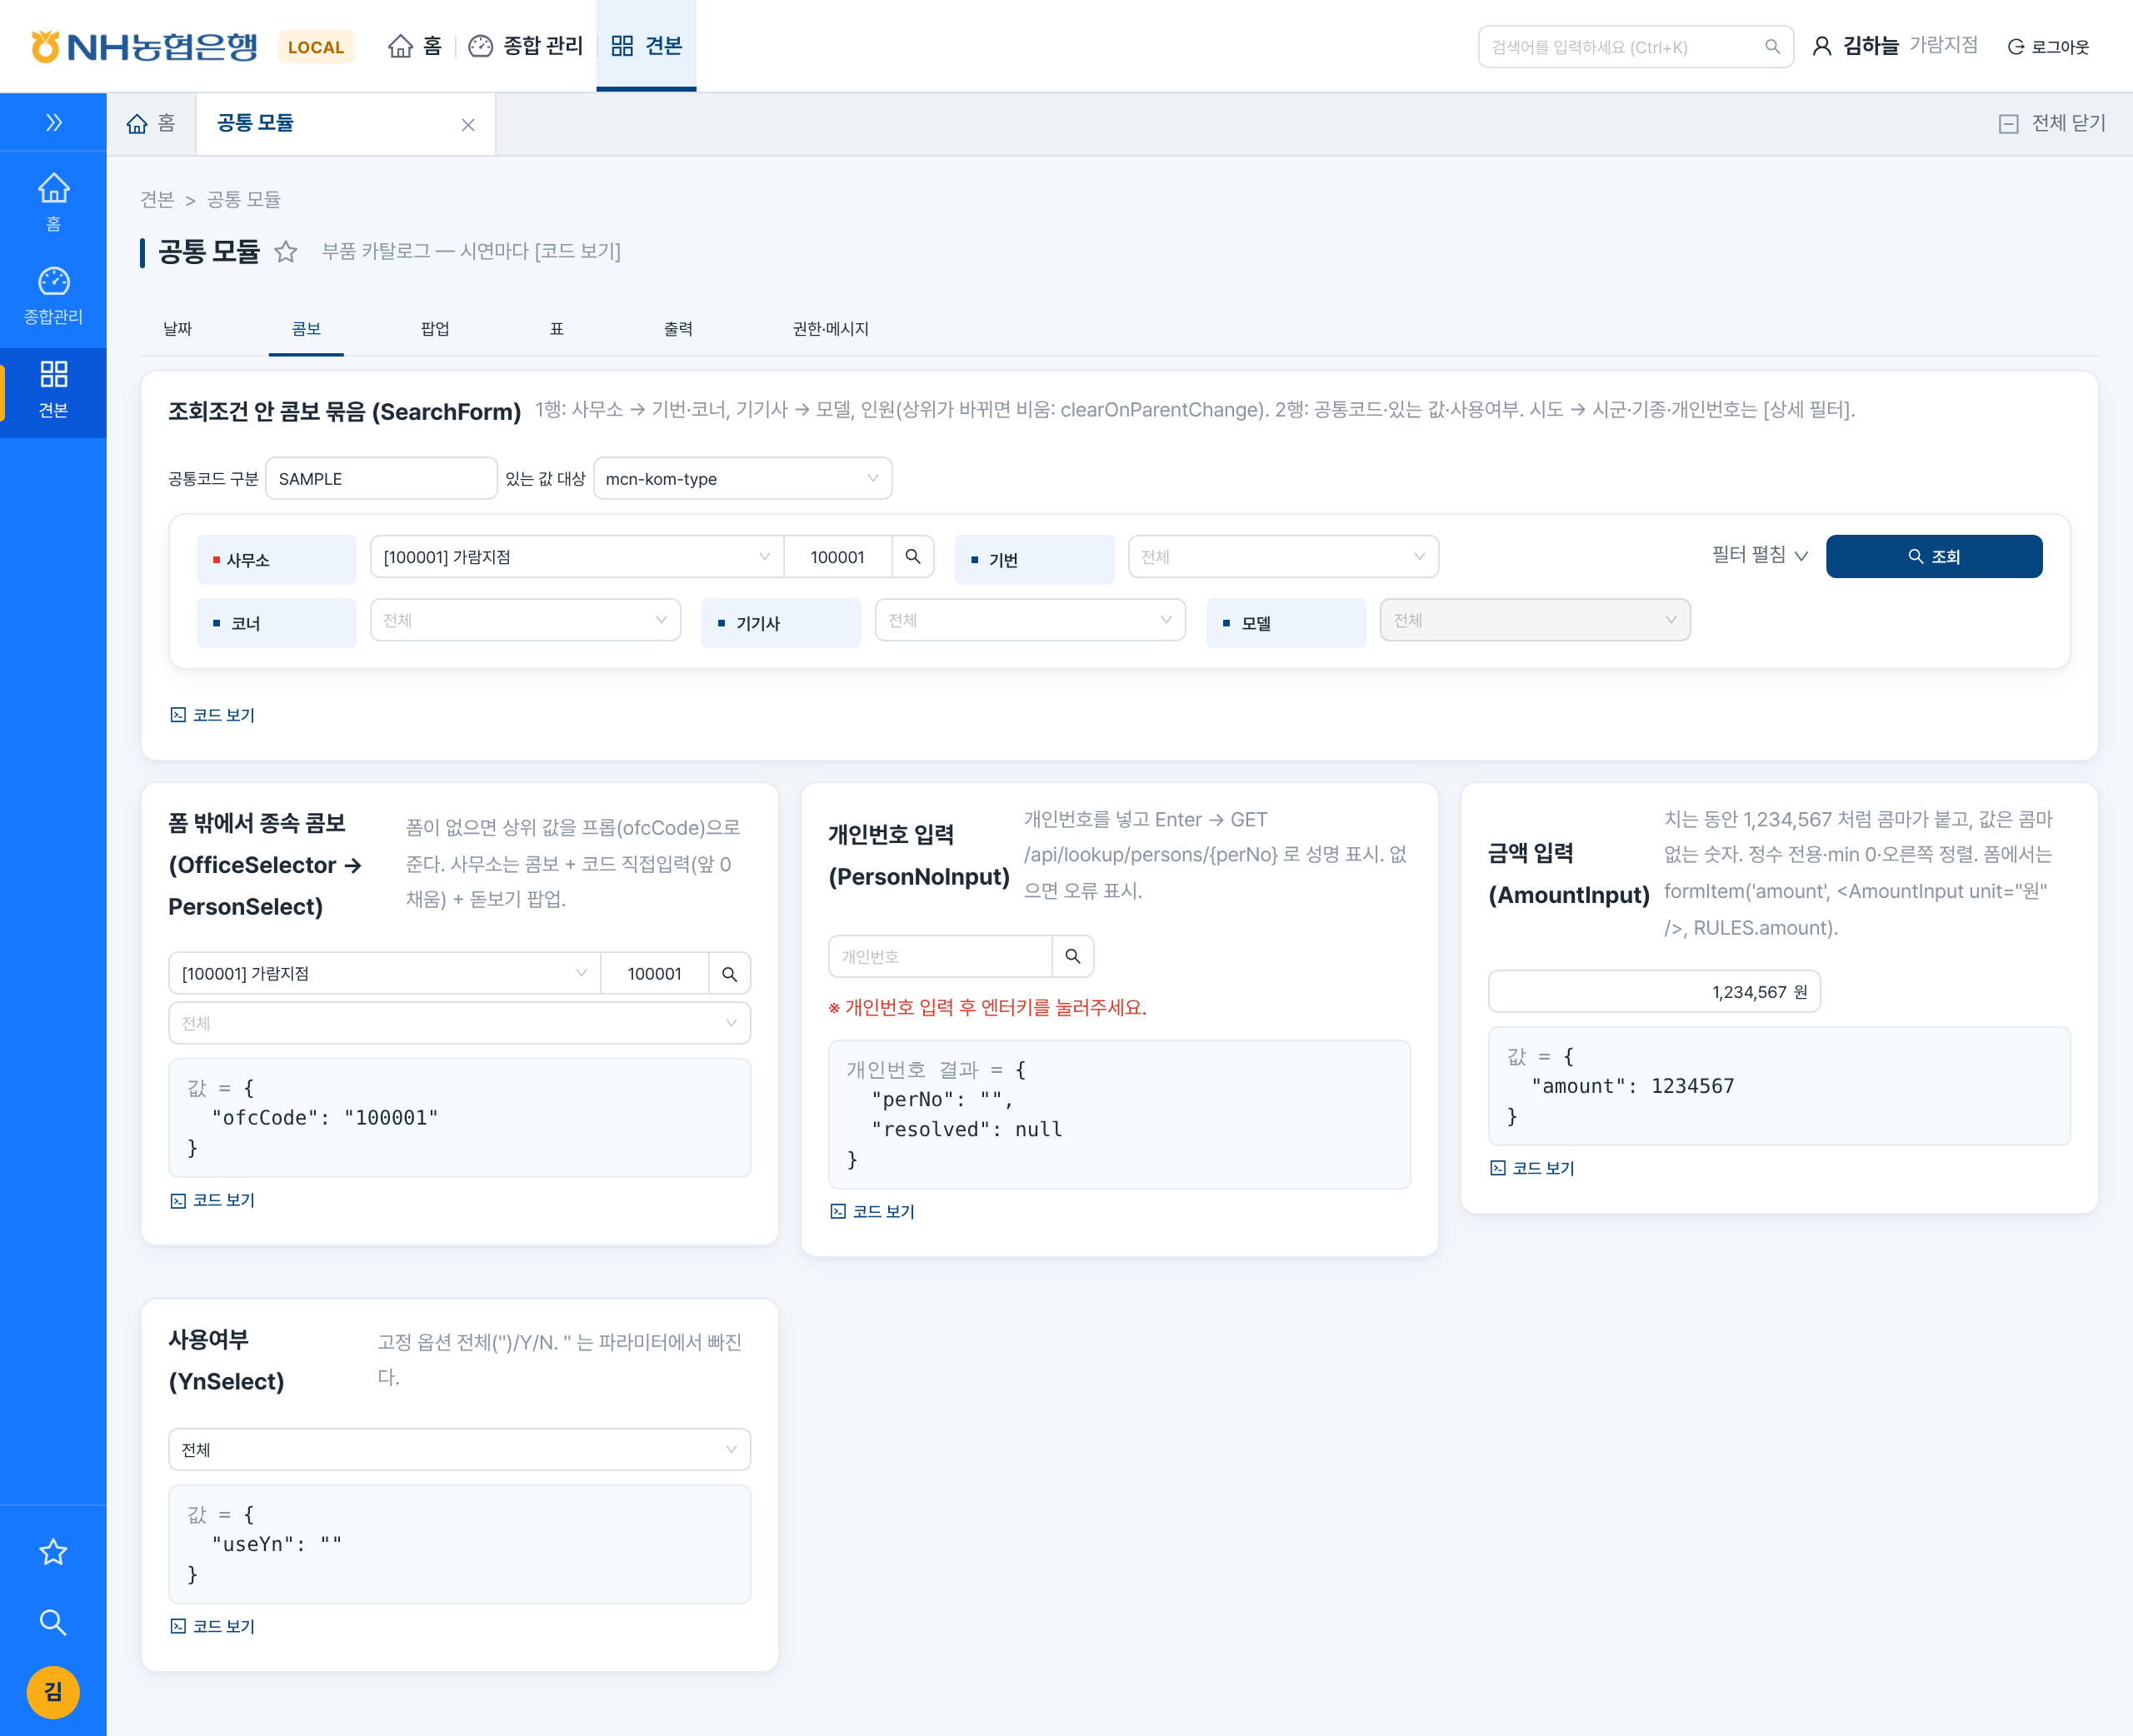 NH농협은행 LOCAL 홈 종합 관리 견본 검색어를 입력하세요 (Ctrl+K) 김하늘 가람지점 로그아웃
홈 공통 모듈 전체 닫기
홈
종합관리
견본
견본 > 공통 모듈
공통 모듈 부품 카탈로그 — 시연마다 [코드 보기]
날짜 콤보 팝업 표 출력 권한·메시지
조회조건 안 콤보 묶음 (SearchForm) 1행: 사무소 → 기번·코너, 기기사 → 모델, 인원(상위가 바뀌면 비움: clearOnParentChange). 2행: 공통코드·있는 값·사용여부. 시도 → 시군·기종·개인번호는 [상세 필터].
공통코드 구분 SAMPLE 있는 값 대상 mcn-kom-type
사무소 [100001] 가람지점 100001 기번 전체 필터 펼침 조회
코너 전체 기기사 전체 모델 전체
코드 보기
폼 밖에서 종속 콤보
(OfficeSelector →
PersonSelect)
폼이 없으면 상위 값을 프롭(ofcCode)으로
준다. 사무소는 콤보 + 코드 직접입력(앞 0
채움) + 돋보기 팝업.
[100001] 가람지점 100001
전체
값 = {
"ofcCode": "100001"
}
코드 보기
개인번호 입력
(PersonNoInput)
개인번호를 넣고 Enter → GET
/api/lookup/persons/{perNo} 로 성명 표시. 없
으면 오류 표시.
개인번호
※ 개인번호 입력 후 엔터키를 눌러주세요.
개인번호 결과 = {
"perNo": "",
"resolved": null
}
코드 보기
금액 입력
(AmountInput)
치는 동안 1,234,567 처럼 콤마가 붙고, 값은 콤마
없는 숫자. 정수 전용·min 0·오른쪽 정렬. 폼에서는
formItem('amount', <AmountInput unit="원"
/>, RULES.amount).
1,234,567 원
값 = {
"amount": 1234567
}
코드 보기
사용여부
(YnSelect)
고정 옵션 전체('')/Y/N. '' 는 파라미터에서 빠진
다.
전체
값 = {
"useYn": ""
}
코드 보기
김